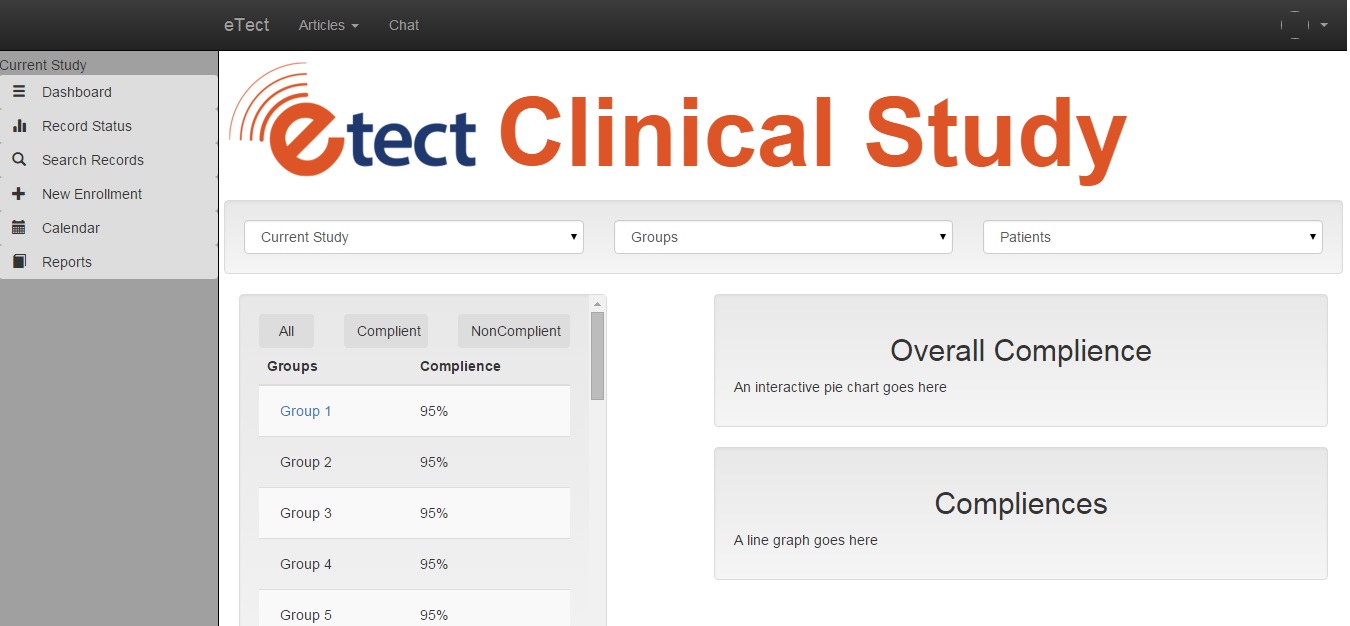 eTect Articles Chat
Current Study
Dashboard
Record Status
Search Records
New Enrollment
Calendar
Reports
etect Clinical Study
Current Study Groups Patients
All Complient NonComplient
Groups Complience
Group 1 95%
Group 2 95%
Group 3 95%
Group 4 95%
Group 5 95%
Overall Complience
An interactive pie chart goes here
Compliences
A line graph goes here